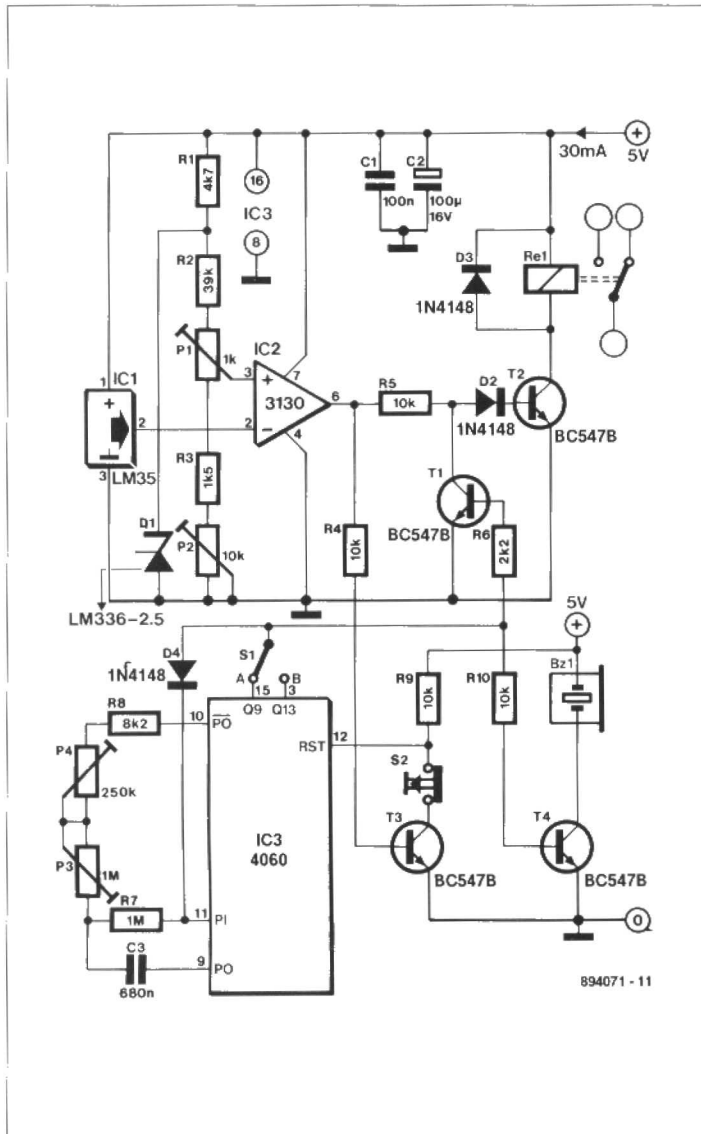 30mA
5V
R1
4k7
16
IC3
8
C1
100n
C2
100µ
16V
R2
39k
D3
1N4148
Re1
P1
1k
IC2
3
+
7
3130
6
2
−
4
IC1
1
+
2
3
LM35
R5
10k
D2
1N4148
T2
BC547B
R3
1k5
T1
BC547B
R4
10k
R6
2k2
D1
P2
10k
LM336-2.5
5V
D4
1N4148
S1
A
B
15
3
Q9
Q13
R9
10k
R10
10k
Bz1
R8
8k2
10
PO
RST
12
S2
P4
250k
T3
BC547B
T4
BC547B
IC3
4060
P3
1M
R7
1M
11
PI
C3
680n
9
PO
0
894071 - 11